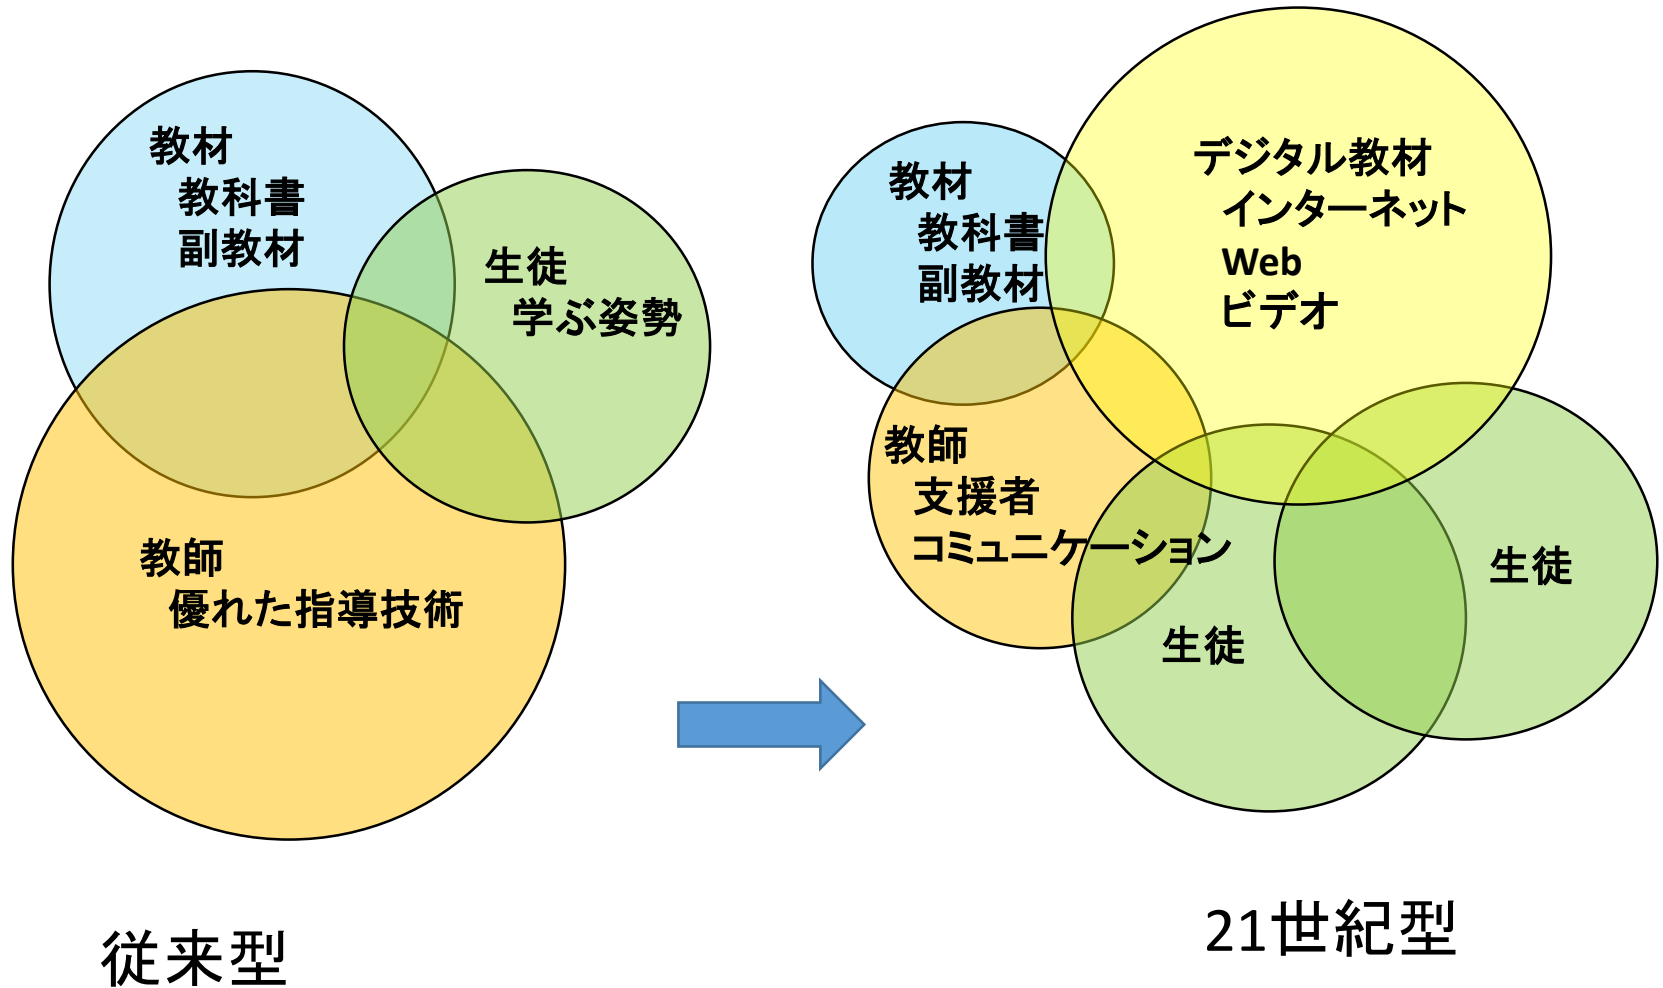 教材
教科書
副教材
生徒
学ぶ姿勢
教師
優れた指導技術
従来型
教材
教科書
副教材
デジタル教材
インターネット
Web
ビデオ
教師
支援者
コミュニケーション
生徒
生徒
21世紀型